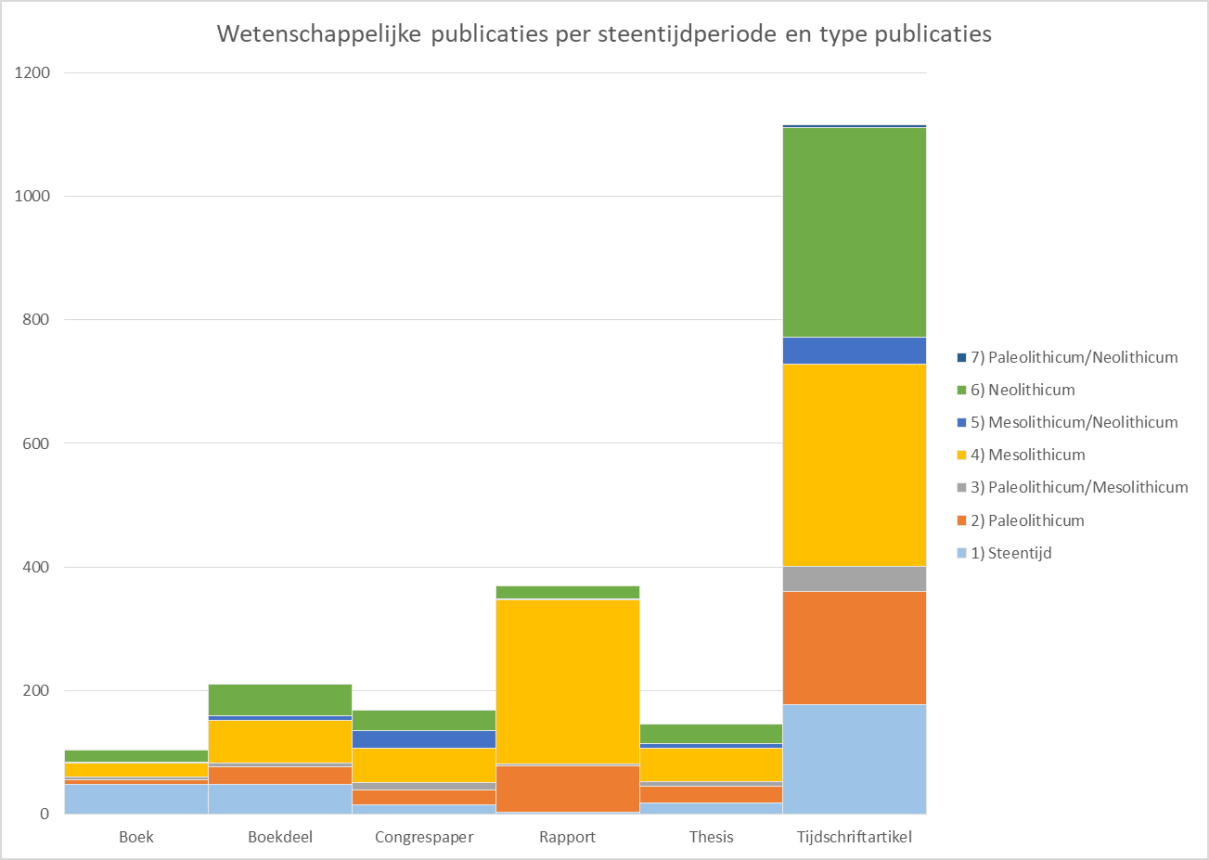 Wetenschappelijke publicaties per steentijdperiode en type publicaties
1200
1000
800
600
400
200
0
Boek
Boekdeel
Congrespaper
Rapport
Thesis
Tijdschriftartikel
7) Paleolithicum/Neolithicum
6) Neolithicum
5) Mesolithicum/Neolithicum
4) Mesolithicum
3) Paleolithicum/Mesolithicum
2) Paleolithicum
1) Steentijd